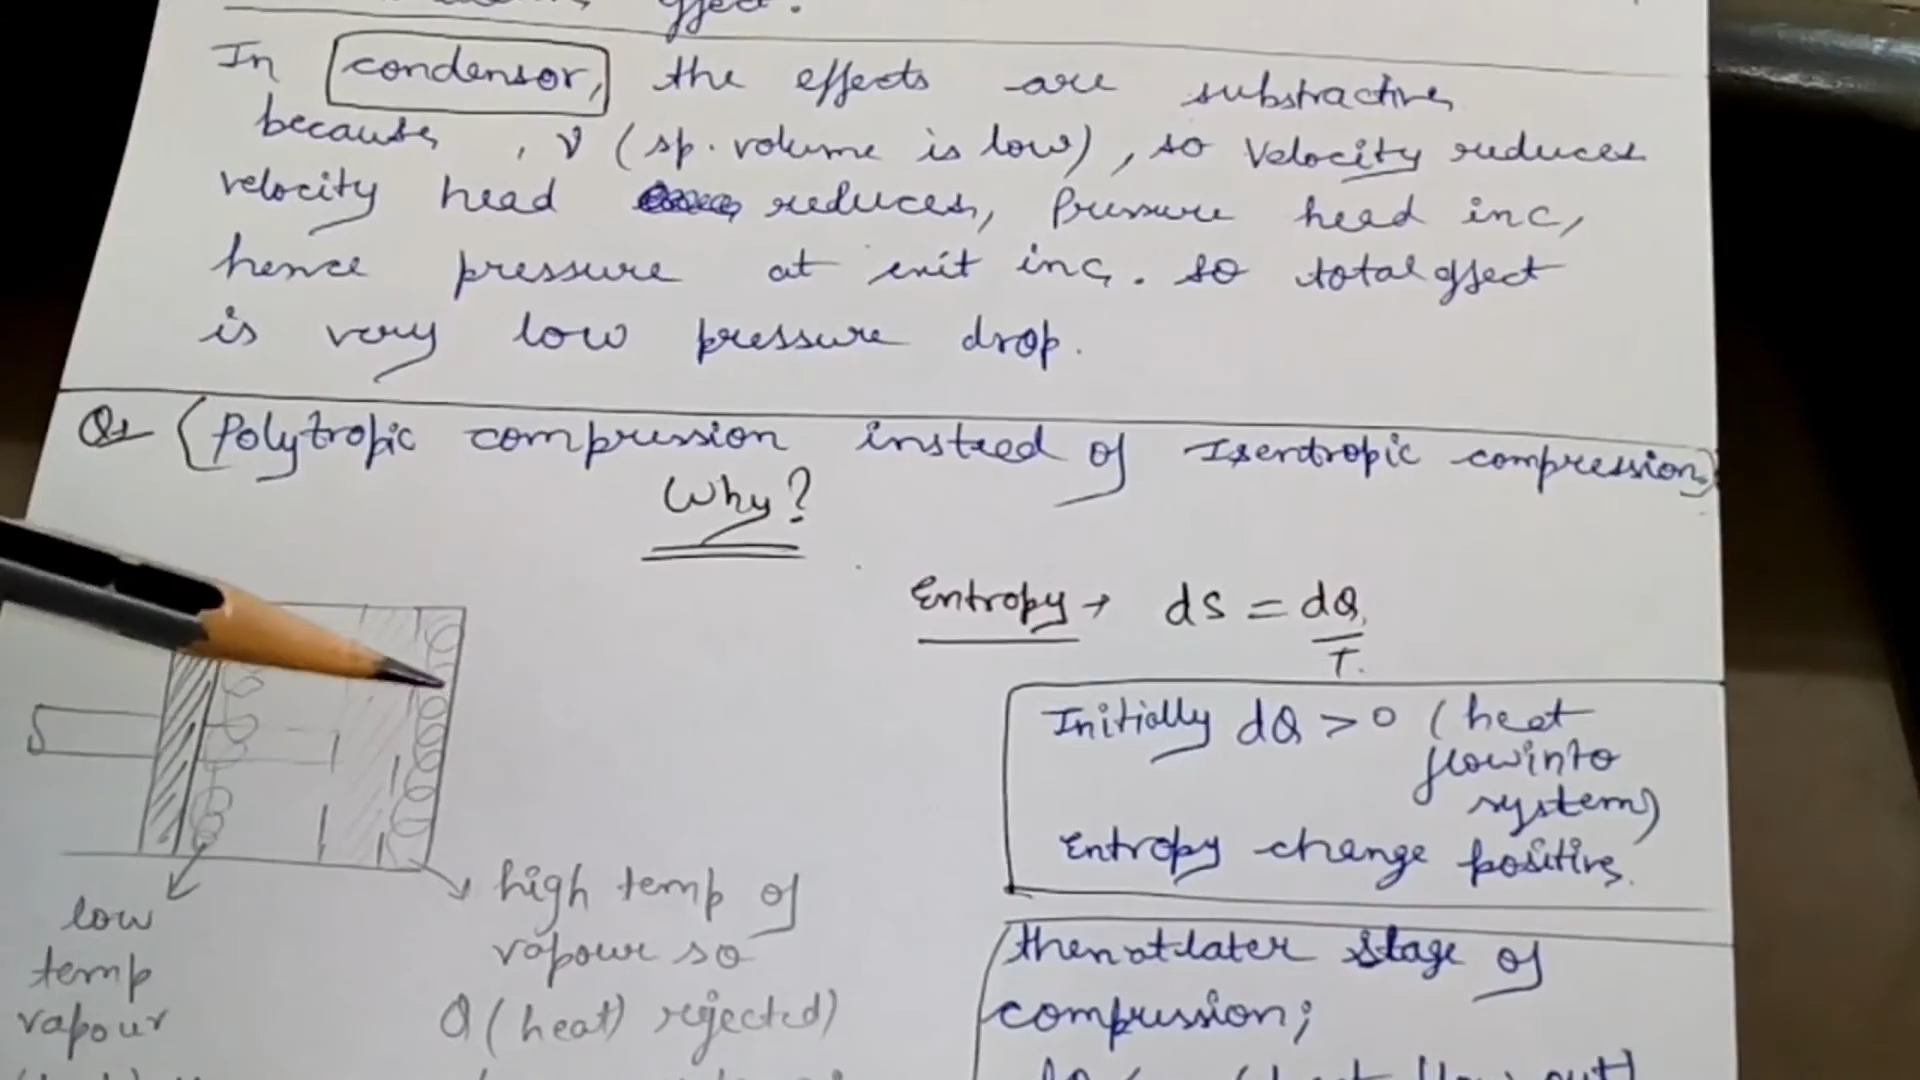 effect.
In condensor, the effects are substractive
because, v (sp. volume is low), so velocity reduces
velocity head reduces, Pressure head inc,
hence pressure at exit inc. so total effect
is very low pressure drop.
Q. (Polytropic compression instead of Isentropic compression)
Why?
Entropy → ds = dQ/T.
Initially dQ > 0 (heat
flow into
system)
Entropy change positive.
then at later stage of
compression;
low
temp
vapour
high temp of
vapour so
Q (heat) rejected)